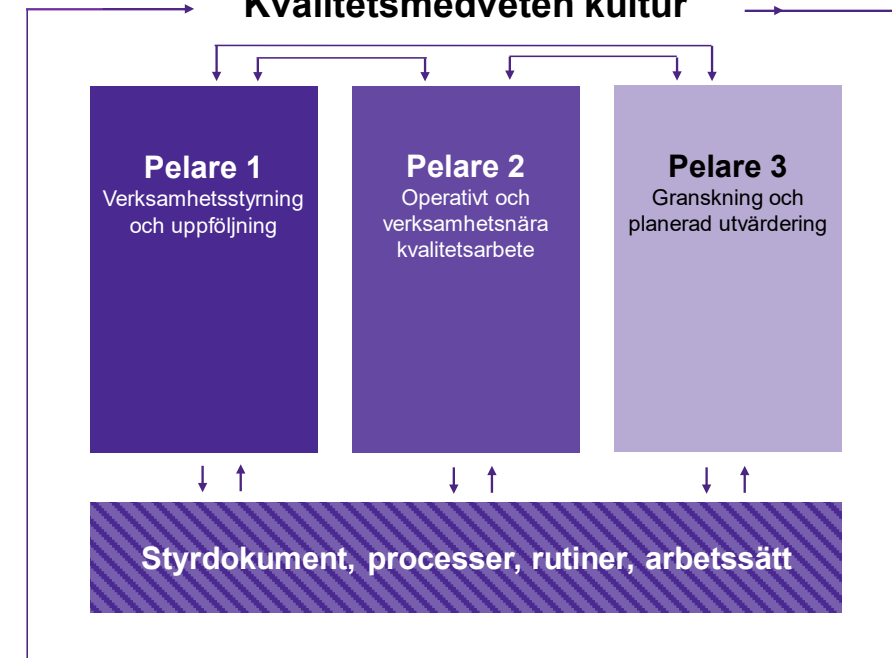 Kvalitetsmedveten kultur
Pelare 1
Verksamhetsstyrning
och uppföljning
Pelare 2
Operativt och
verksamhetsnära
kvalitetsarbete
Pelare 3
Granskning och
planerad utvärdering
Styrdokument, processer, rutiner, arbetssätt